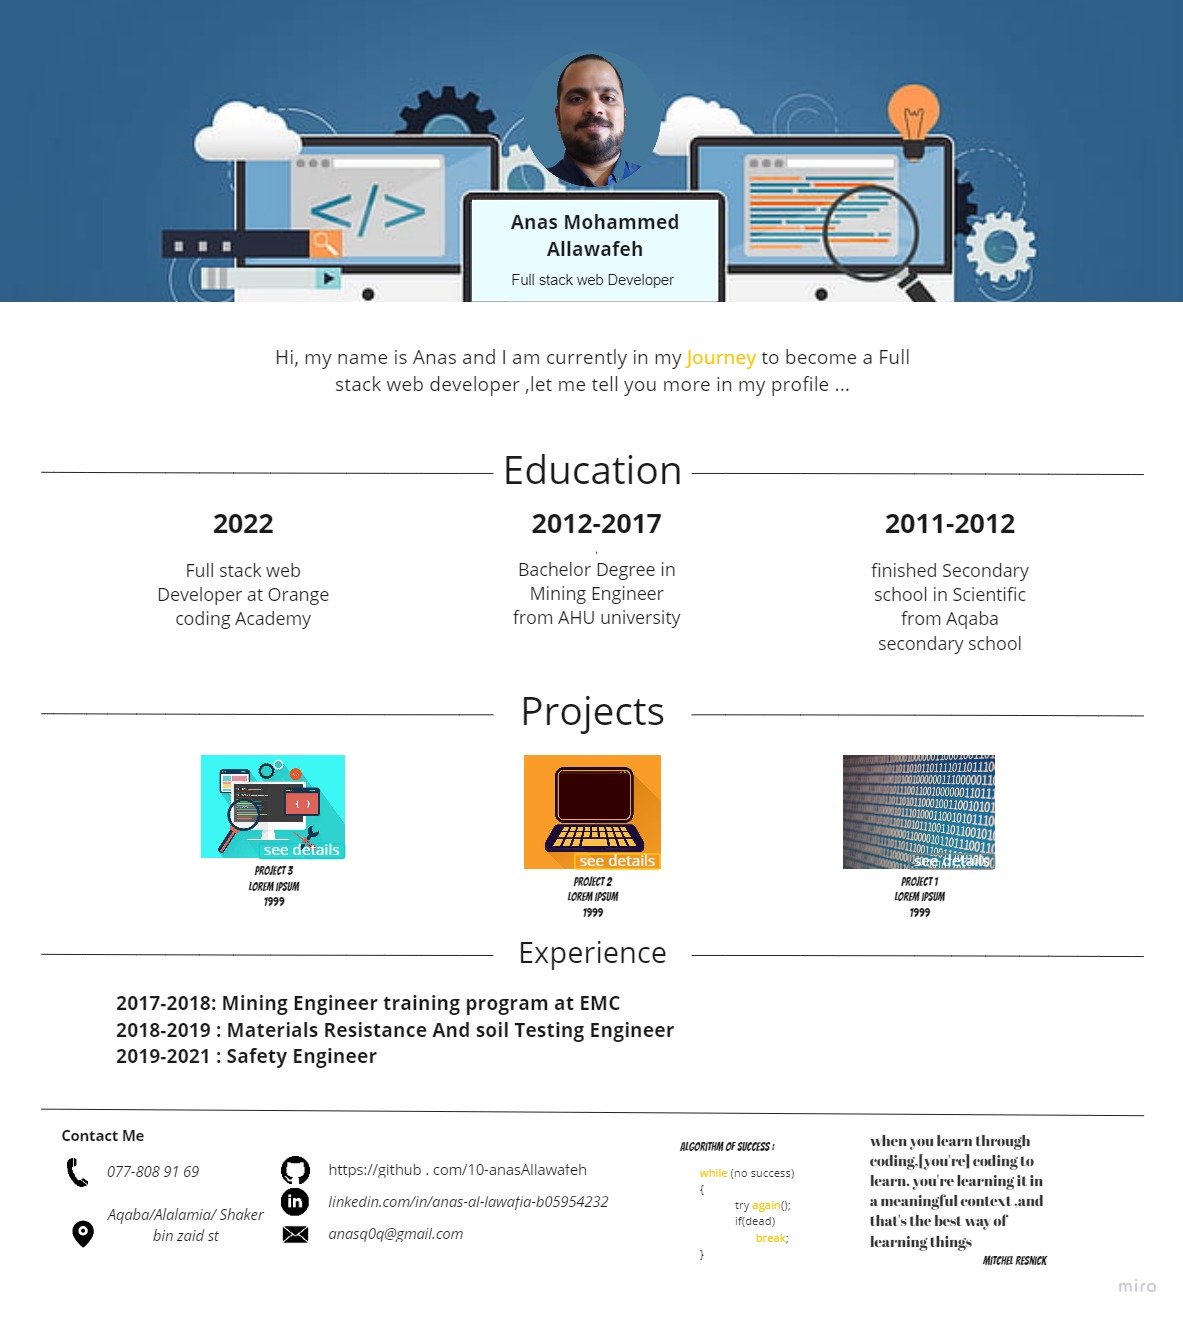 </>
Anas Mohammed
Allawafeh
Full stack web Developer
Hi, my name is Anas and I am currently in my Journey to become a Full
stack web developer ,let me tell you more in my profile ...
Education
2022
Full stack web
Developer at Orange
coding Academy
2012-2017
Bachelor Degree in
Mining Engineer
from AHU university
2011-2012
finished Secondary
school in Scientific
from Aqaba
secondary school
Projects
see details
PROJECT 3
LOREM IPSUM
1999
see details
PROJECT 2
LOREM IPSUM
1999
see details
PROJECT 1
LOREM IPSUM
1999
Experience
2017-2018: Mining Engineer training program at EMC
2018-2019 : Materials Resistance And soil Testing Engineer
2019-2021 : Safety Engineer
Contact Me
077-808 91 69
Aqaba/Alalamia/ Shaker
bin zaid st
https://github . com/10-anasAllawafeh
linkedin.com/in/anas-al-lawafia-b05954232
anasq0q@gmail.com
ALGORITHM OF SUCCESS :
while (no success)
{
try again();
if(dead)
break;
}
when you learn through
coding,[you're] coding to
learn. you're learning it in
a meaningful context ,and
that's the best way of
learning things
MITCHEL RESNICK
miro